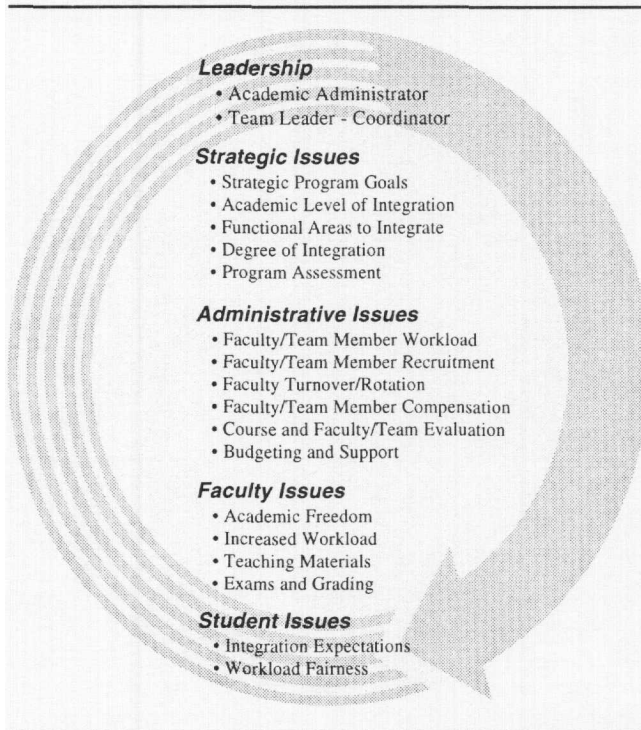 Leadership
• Academic Administrator
• Team Leader - Coordinator
Strategic Issues
• Strategic Program Goals
• Academic Level of Integration
• Functional Areas to Integrate
• Degree of Integration
• Program Assessment
Administrative Issues
• Faculty/Team Member Workload
• Faculty/Team Member Recruitment
• Faculty Turnover/Rotation
• Faculty/Team Member Compensation
• Course and Faculty/Team Evaluation
• Budgeting and Support
Faculty Issues
• Academic Freedom
• Increased Workload
• Teaching Materials
• Exams and Grading
Student Issues
• Integration Expectations
• Workload Fairness